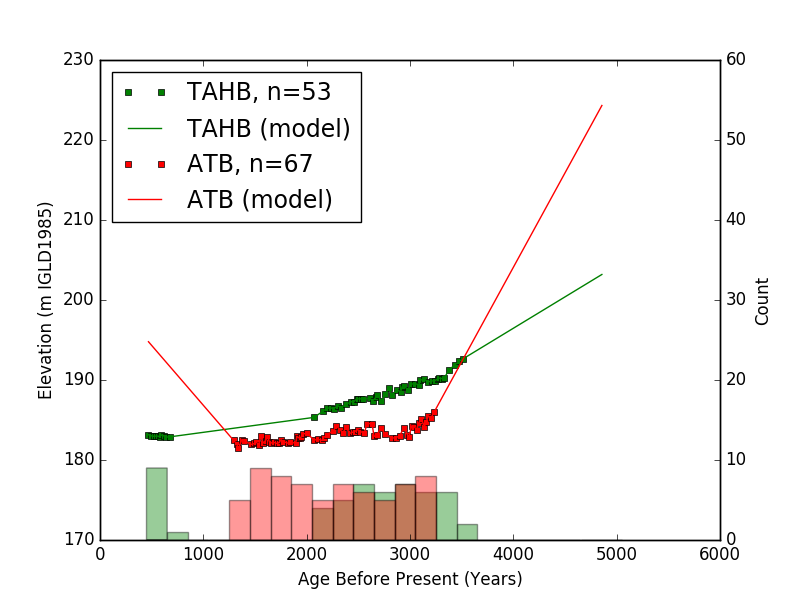 TAHB, n=53
TAHB (model)
ATB, n=67
ATB (model)
230
220
210
200
190
180
170
Elevation (m IGLD1985)
60
50
40
30
20
10
0
Count
0 1000 2000 3000 4000 5000 6000
Age Before Present (Years)